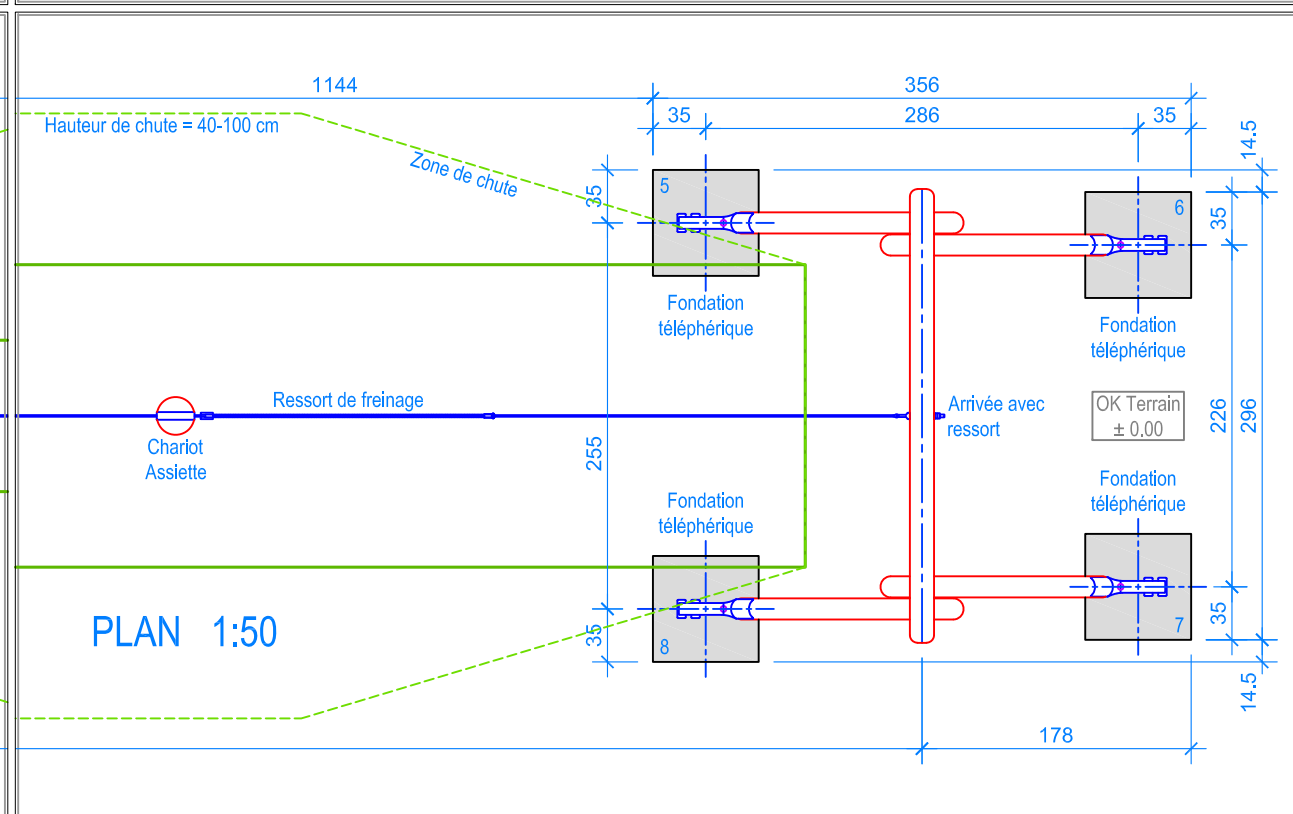 1144
356
35
286
35
14.5
Hauteur de chute = 40-100 cm
Zone de chute
35
5
6
35
Fondation
téléphérique
Fondation
téléphérique
Ressort de freinage
Chariot
Assiette
Arrivée avec
ressort
OK Terrain
± 0.00
226
296
255
Fondation
téléphérique
Fondation
téléphérique
PLAN 1:50
35
8
7
35
14.5
178